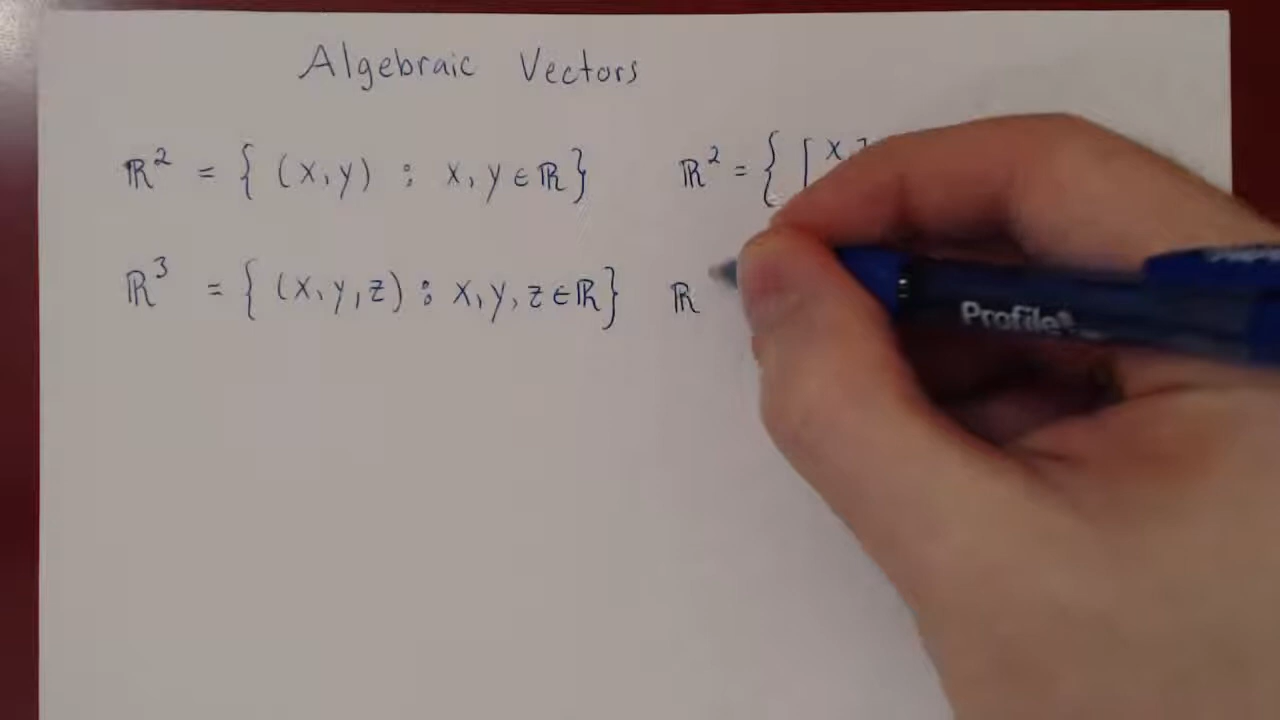 Algebraic Vectors
ℝ² = { (x,y) : x,y ∈ ℝ } ℝ² = { [ x
ℝ³ = { (x,y,z) : x,y,z ∈ ℝ } ℝ
Profile